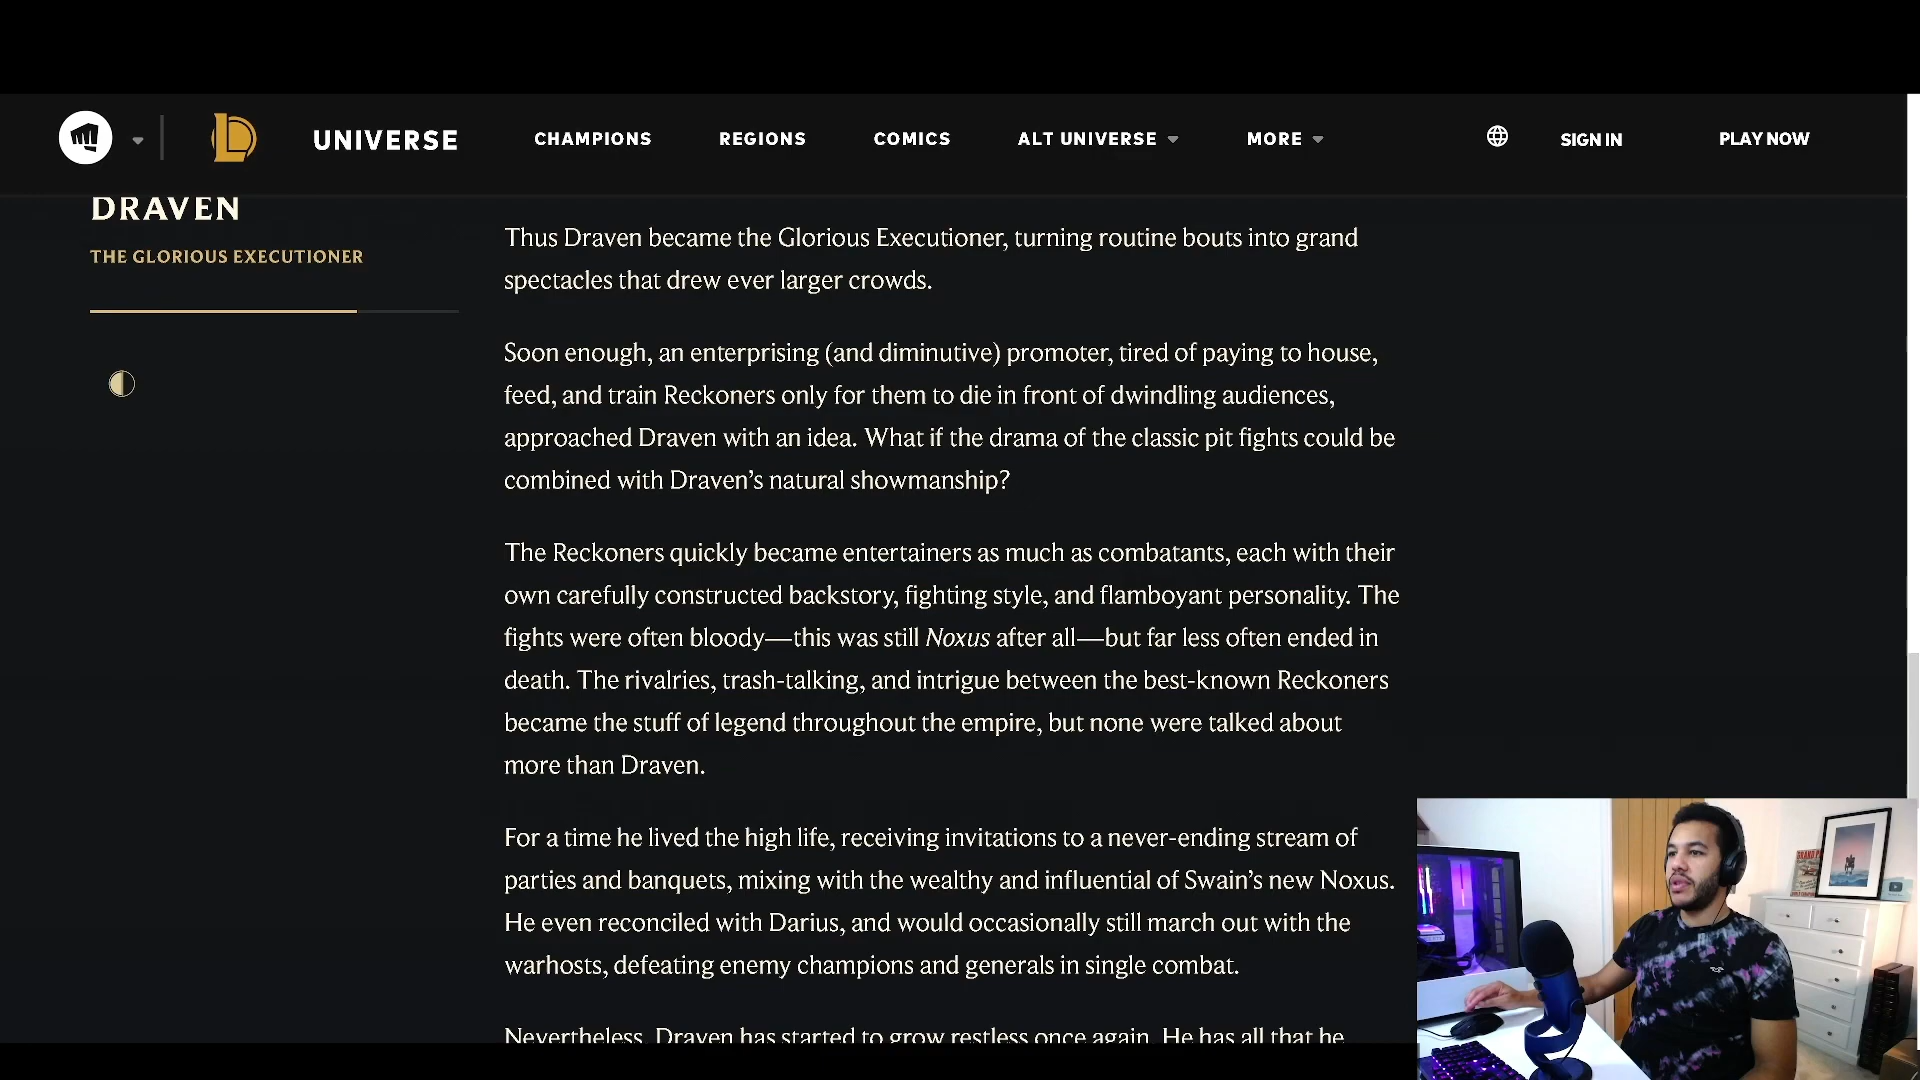 UNIVERSE
CHAMPIONS
REGIONS
COMICS
ALT UNIVERSE
MORE
SIGN IN
PLAY NOW
DRAVEN
THE GLORIOUS EXECUTIONER
Thus Draven became the Glorious Executioner, turning routine bouts into grand
spectacles that drew ever larger crowds.
Soon enough, an enterprising (and diminutive) promoter, tired of paying to house,
feed, and train Reckoners only for them to die in front of dwindling audiences,
approached Draven with an idea. What if the drama of the classic pit fights could be
combined with Draven’s natural showmanship?
The Reckoners quickly became entertainers as much as combatants, each with their
own carefully constructed backstory, fighting style, and flamboyant personality. The
fights were often bloody—this was still Noxus after all—but far less often ended in
death. The rivalries, trash-talking, and intrigue between the best-known Reckoners
became the stuff of legend throughout the empire, but none were talked about
more than Draven.
For a time he lived the high life, receiving invitations to a never-ending stream of
parties and banquets, mixing with the wealthy and influential of Swain’s new Noxus.
He even reconciled with Darius, and would occasionally still march out with the
warhosts, defeating enemy champions and generals in single combat.
Nevertheless, Draven has started to grow restless once again. He has all that he